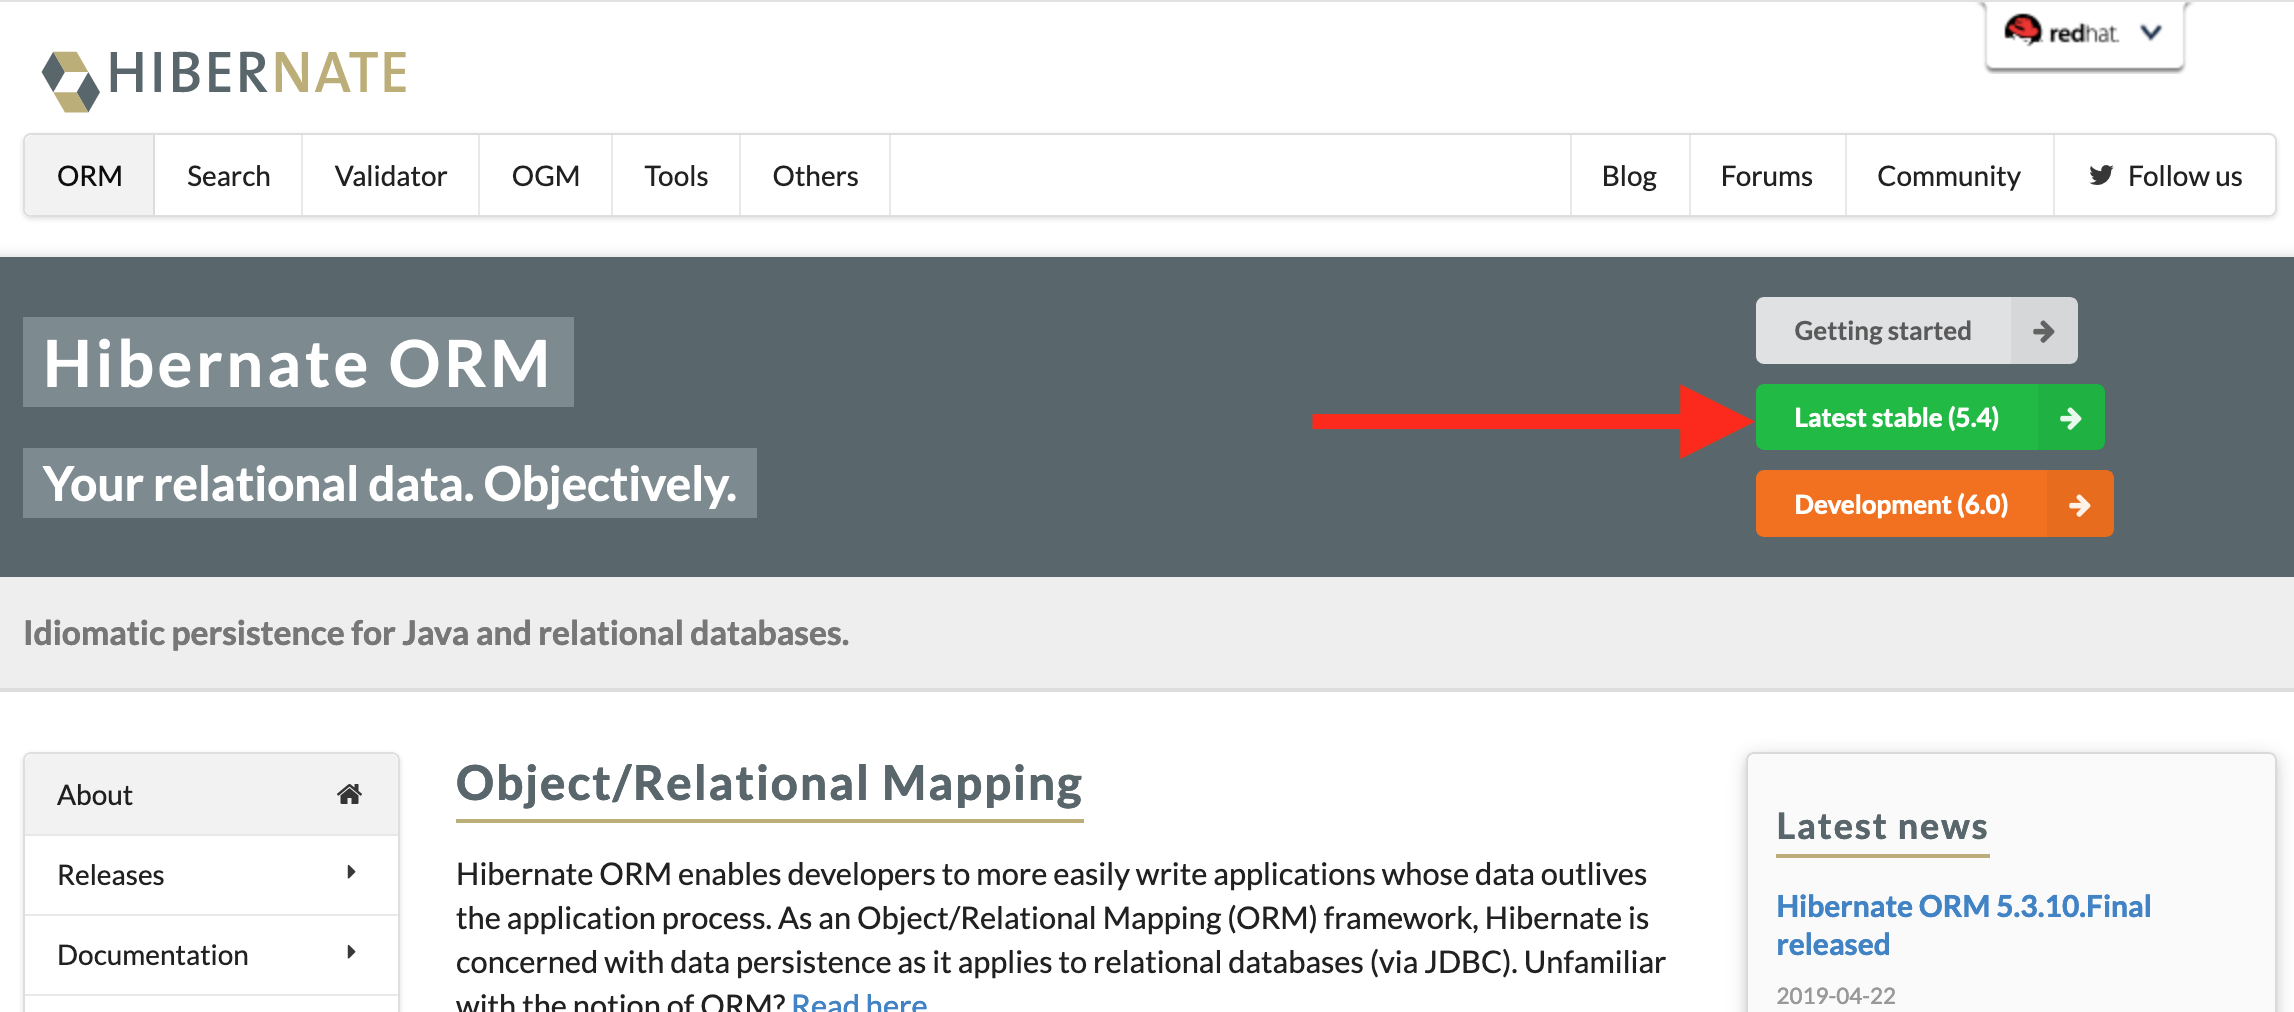 redhat.
HIBERNATE
ORM Search Validator OGM Tools Others Blog Forums Community Follow us
Getting started
Hibernate ORM
Latest stable (5.4)
Your relational data. Objectively.
Development (6.0)
Idiomatic persistence for Java and relational databases.
About
Releases
Documentation
Object/Relational Mapping
Hibernate ORM enables developers to more easily write applications whose data outlives
the application process. As an Object/Relational Mapping (ORM) framework, Hibernate is
concerned with data persistence as it applies to relational databases (via JDBC). Unfamiliar
with the notion of ORM? Read here
Latest news
Hibernate ORM 5.3.10.Final
released
2019-04-22